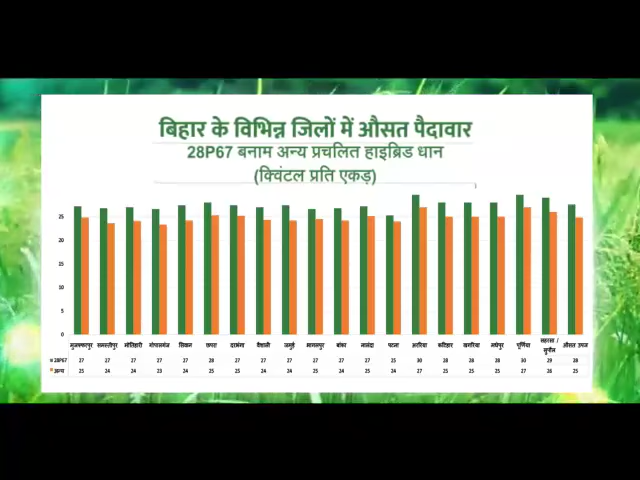 बिहार के विभिन्न जिलों में औसत पैदावार
28P67 बनाम अन्य प्रचलित हाइब्रिड धान
(क्विंटल प्रति एकड़)
25
20
15
10
5
0
मुजफ्फरपुर समस्तीपुर मोतिहारी गोपालगंज सिवान छपरा दरभंगा वैशाली जमुई भागलपुर बांका नालंदा पटना अररिया कटिहार खगरिया मधेपुर पूर्णिया सहरसा / सुपौल औसत उपज
28P67 27 27 27 27 27 28 27 27 27 27 27 27 25 30 28 28 28 30 29 28
अन्य 25 24 24 23 24 25 25 24 24 25 24 25 24 27 25 25 25 27 26 25